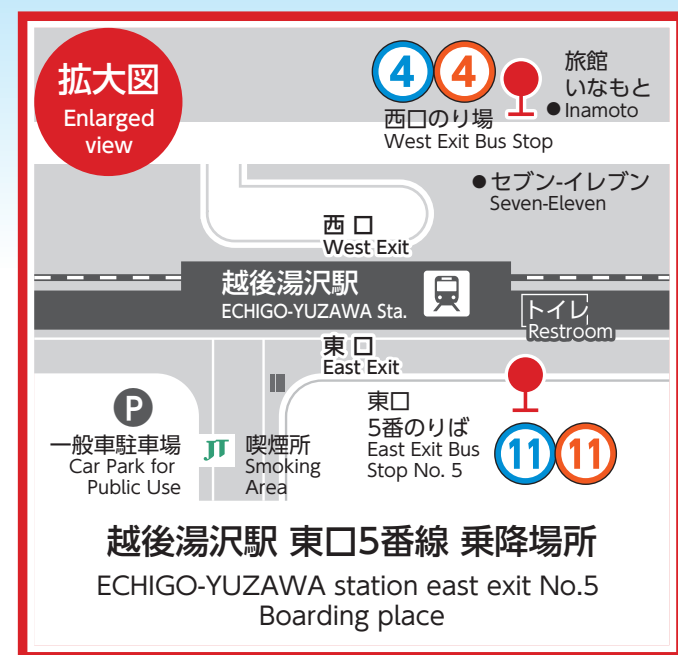 拡大図
Enlarged
view
4 4
西口のり場
West Exit Bus Stop
旅館
いなもと
Inamoto
セブン-イレブン
Seven-Eleven
西 口
West Exit
越後湯沢駅
ECHIGO-YUZAWA Sta.
トイレ
Restroom
東 口
East Exit
P
一般車駐車場
Car Park for
Public Use
JT
喫煙所
Smoking
Area
東口
5番のりば
East Exit Bus
Stop No. 5
11 11
越後湯沢駅 東口5番線 乗降場所
ECHIGO-YUZAWA station east exit No.5
Boarding place